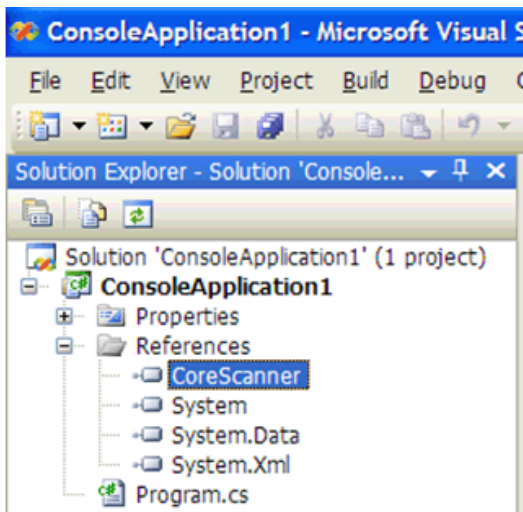 ConsoleApplication1 - Microsoft Visual S
File Edit View Project Build Debug
Solution Explorer - Solution 'Console...
Solution 'ConsoleApplication1' (1 project)
ConsoleApplication1
Properties
References
CoreScanner
System
System.Data
System.Xml
Program.cs